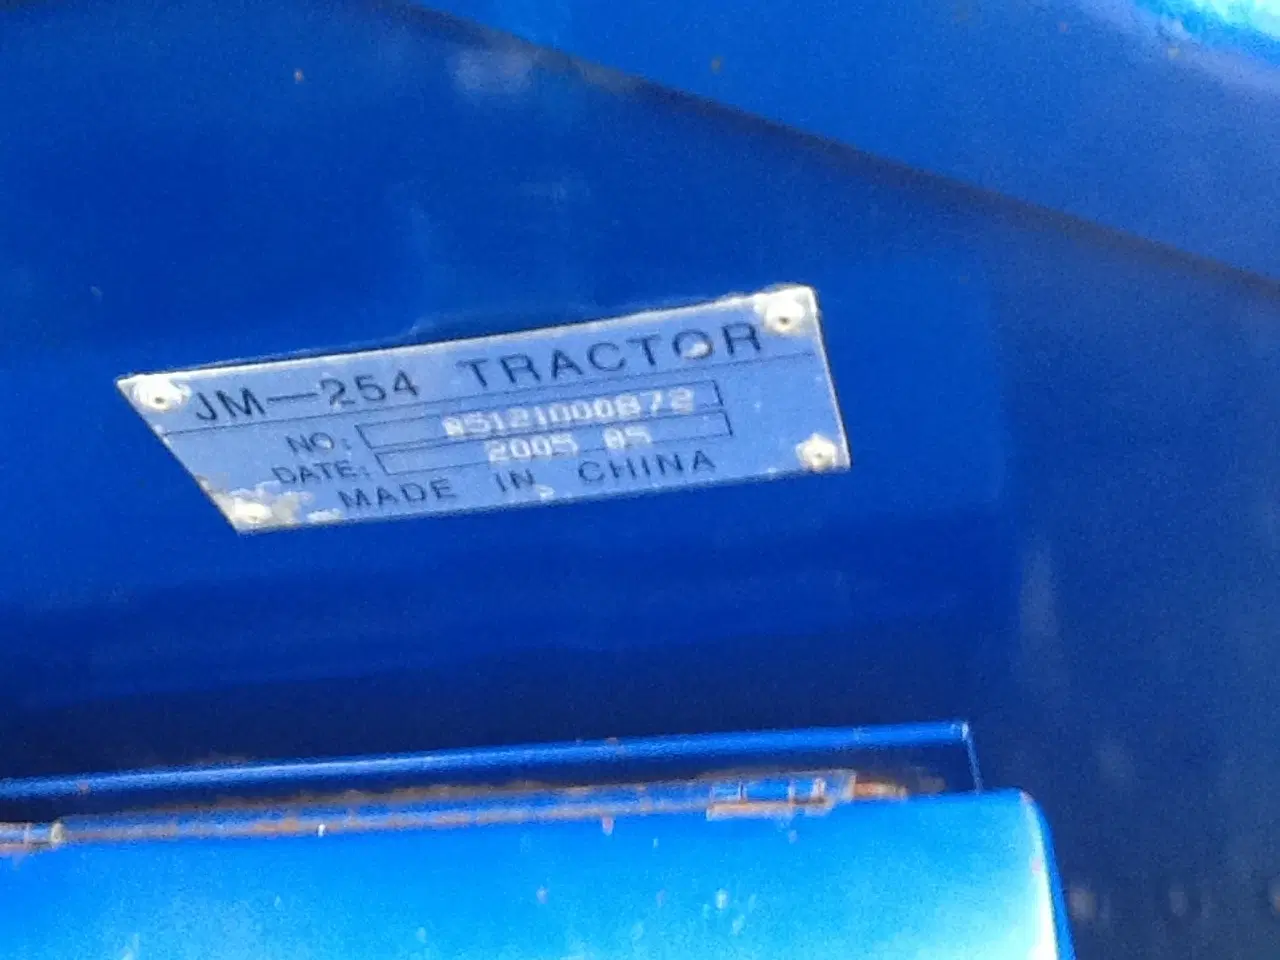 JM—254 TRACTOR
NO:
DATE: 2005 05
MADE IN CHINA